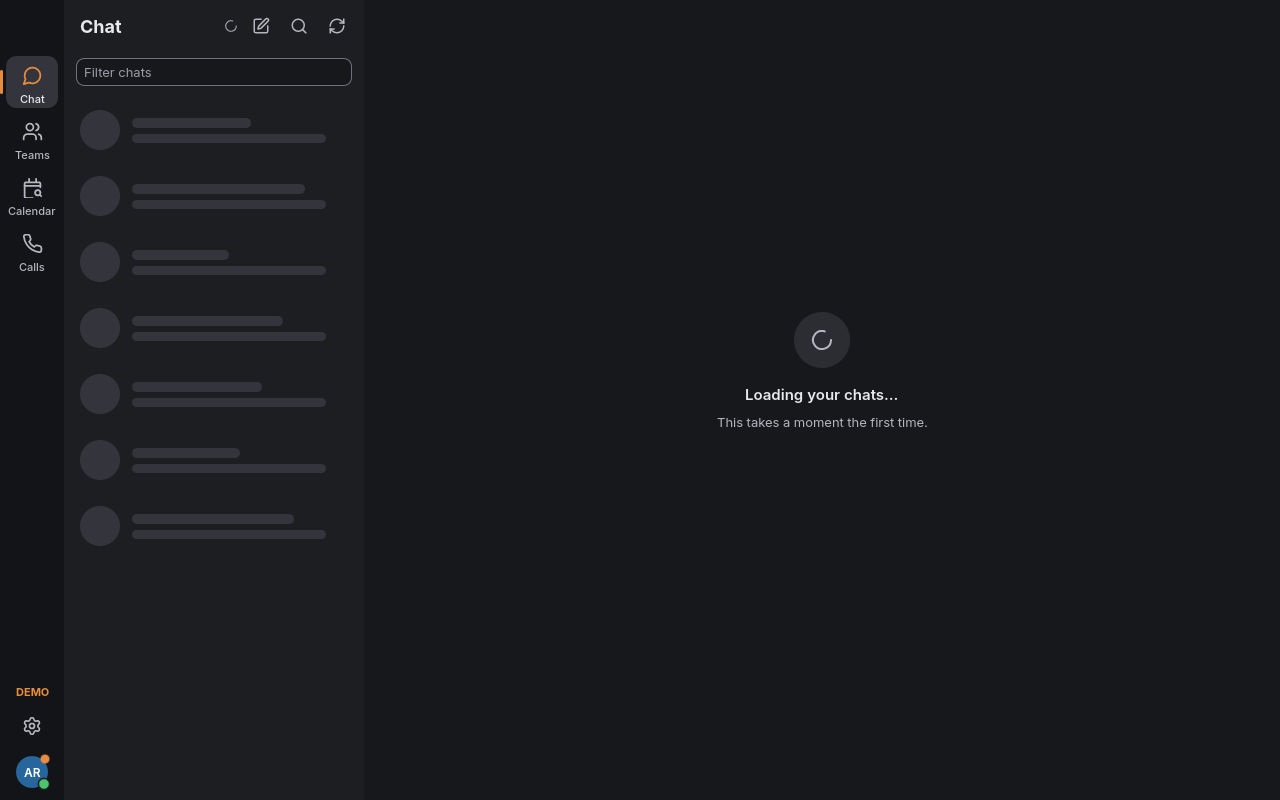 Chat
Filter chats
Chat
Teams
Calendar
Calls
Loading your chats...
This takes a moment the first time.
DEMO
AR